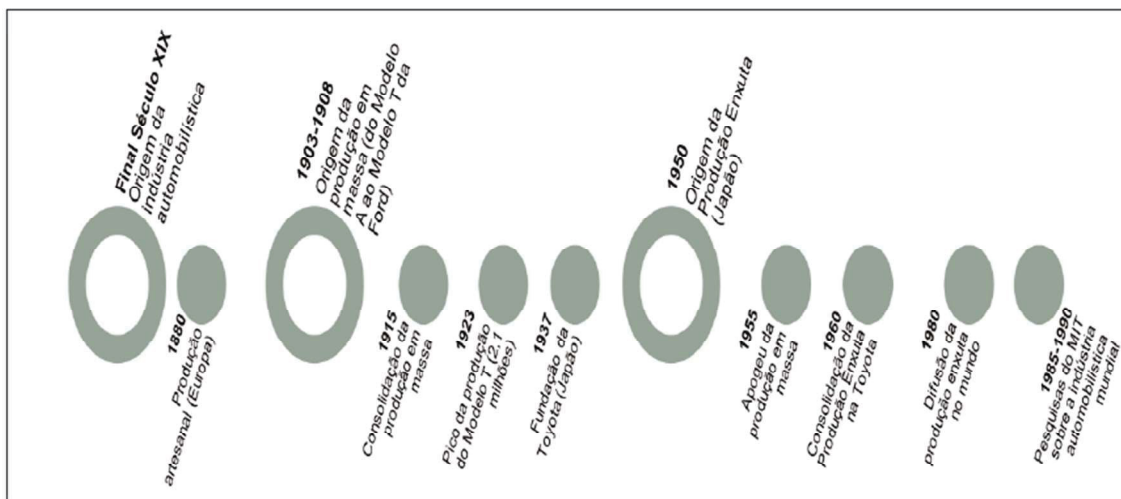 Final Século XIX
Origem da
indústria
automobilística
1880
Produção
artesanal (Europa)
1903-1908
Origem da
produção em
massa (do Modelo
A ao Modelo T da
Ford)
1915
Consolidação da
produção em
massa
1923
Pico da produção
do Modelo T (2,1
milhões)
1937
Fundação da
Toyota (Japão)
1950
Origem da
Produção Enxuta
(Japão)
1955
Apogeu da
produção em
massa
1960
Consolidação da
Produção Enxuta
na Toyota
1980
Difusão da
produção enxuta
no mundo
1985-1990
Pesquisas do MIT
sobre a indústria
automobilística
mundial